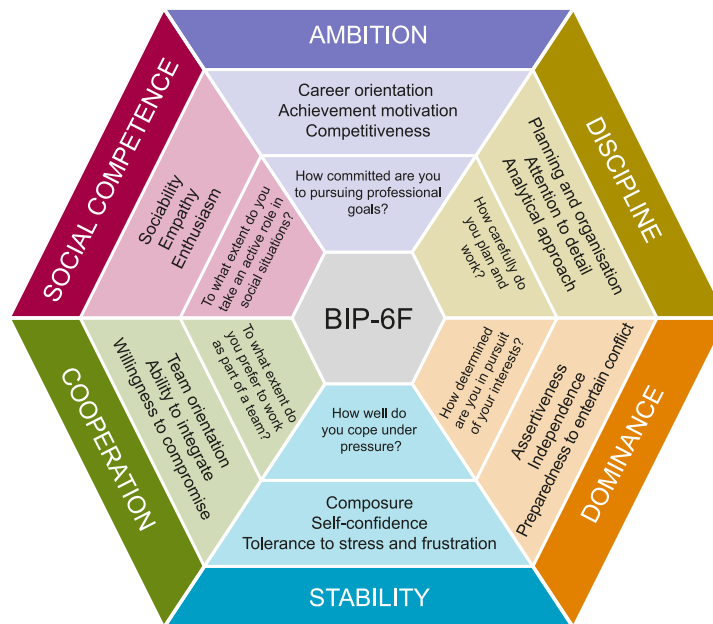 AMBITION
Career orientation
Achievement motivation
Competitiveness
How committed are you
to pursuing professional
goals?
DISCIPLINE
Planning and organisation
Attention to detail
Analytical approach
How carefully do
you plan and
work?
DOMINANCE
Assertiveness
Independence
Preparedness to entertain conflict
How determined
are you in pursuit
of your interests?
STABILITY
Composure
Self-confidence
Tolerance to stress and frustration
How well do
you cope under
pressure?
COOPERATION
Team orientation
Ability to integrate
Willingness to compromise
To what extent do
you prefer to work
as part of a team?
SOCIAL COMPETENCE
Sociability
Empathy
Enthusiasm
To what extent do you
take an active role in
social situations?
BIP-6F